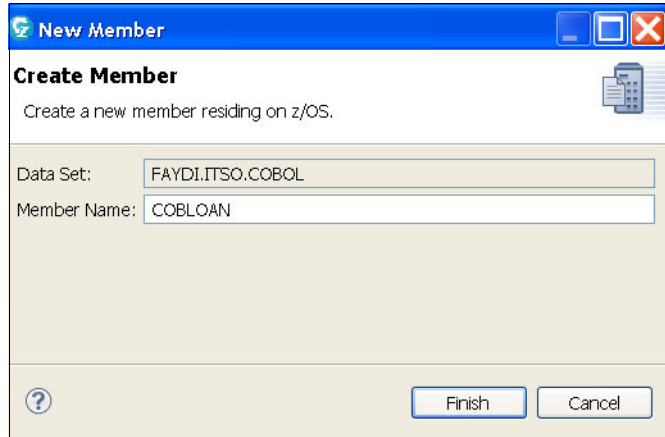 New Member
Create Member
Create a new member residing on z/OS.
Data Set: FAYDI.ITSO.COBOL
Member Name: COBLOAN
Finish Cancel